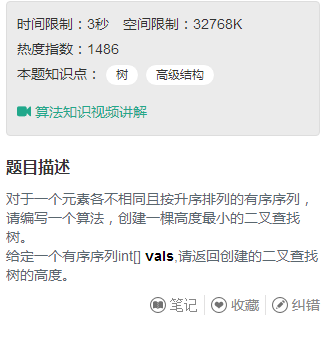 时间限制：3秒 空间限制：32768K
热度指数：1486
本题知识点： 树 高级结构
算法知识视频讲解
题目描述
对于一个元素各不相同且按升序排列的有序序列，
请编写一个算法，创建一棵高度最小的二叉查找
树。
给定一个有序序列int[] vals,请返回创建的二叉查找
树的高度。
笔记 收藏 纠错